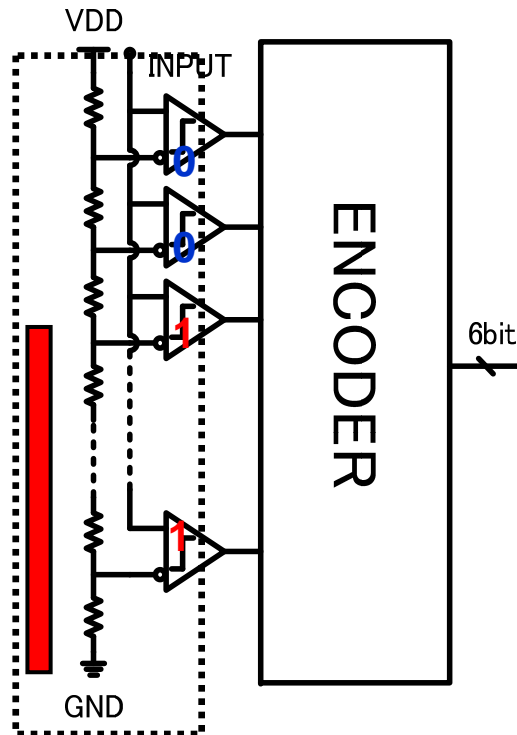 VDD
INPUT
0
0
1
1
ENCODER
6bit
GND